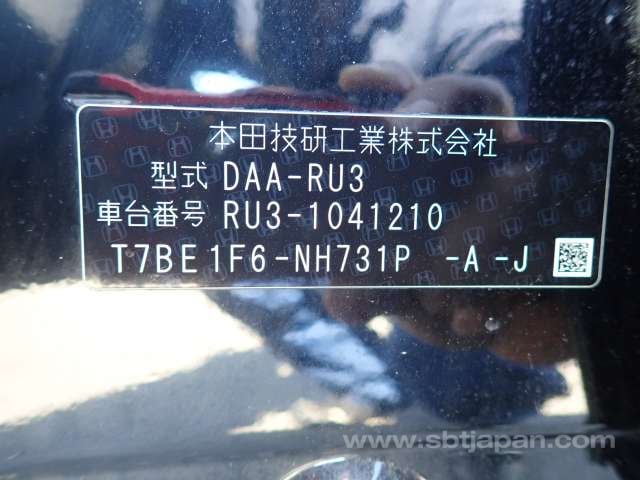 本田技研工業株式会社
型式 DAA-RU3
車台番号 RU3-1041210
T7BE1F6-NH731P -A-J
www.sbtjapan.com